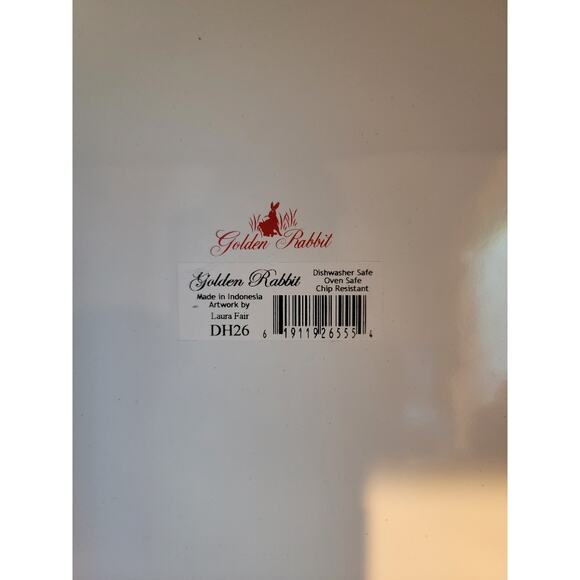 Golden Rabbit
Golden Rabbit
Made in Indonesia
Artwork by
Laura Fair
DH26
Dishwasher Safe
Oven Safe
Chip Resistant
6 19119 26555 4